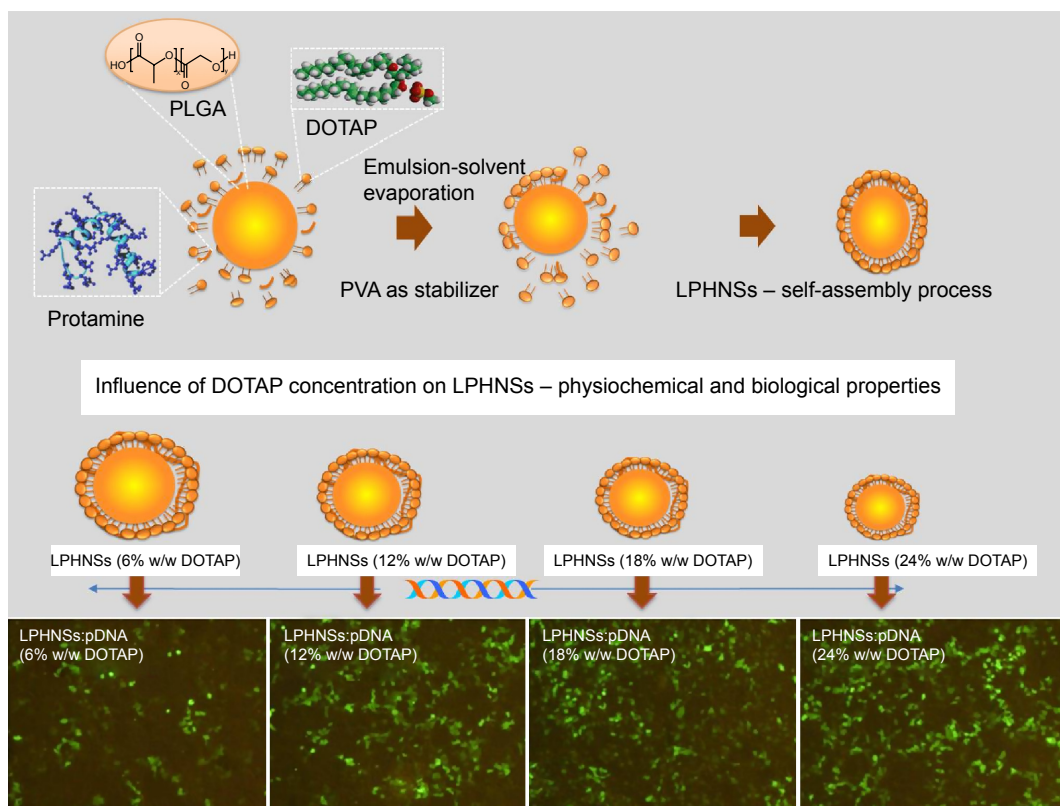 HO
O
O
x
O
O
y
H
PLGA
DOTAP
Emulsion-solvent
evaporation
PVA as stabilizer
Protamine
LPHNSs – self-assembly process
Influence of DOTAP concentration on LPHNSs – physiochemical and biological properties
LPHNSs (6% w/w DOTAP)
LPHNSs (12% w/w DOTAP)
LPHNSs (18% w/w DOTAP)
LPHNSs (24% w/w DOTAP)
LPHNSs:pDNA
(6% w/w DOTAP)
LPHNSs:pDNA
(12% w/w DOTAP)
LPHNSs:pDNA
(18% w/w DOTAP)
LPHNSs:pDNA
(24% w/w DOTAP)